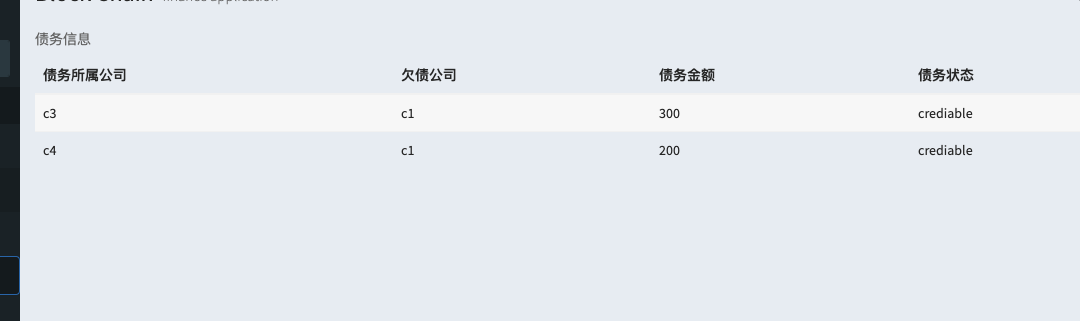 债务信息
债务所属公司 欠债公司 债务金额 债务状态
c3 c1 300 crediable
c4 c1 200 crediable